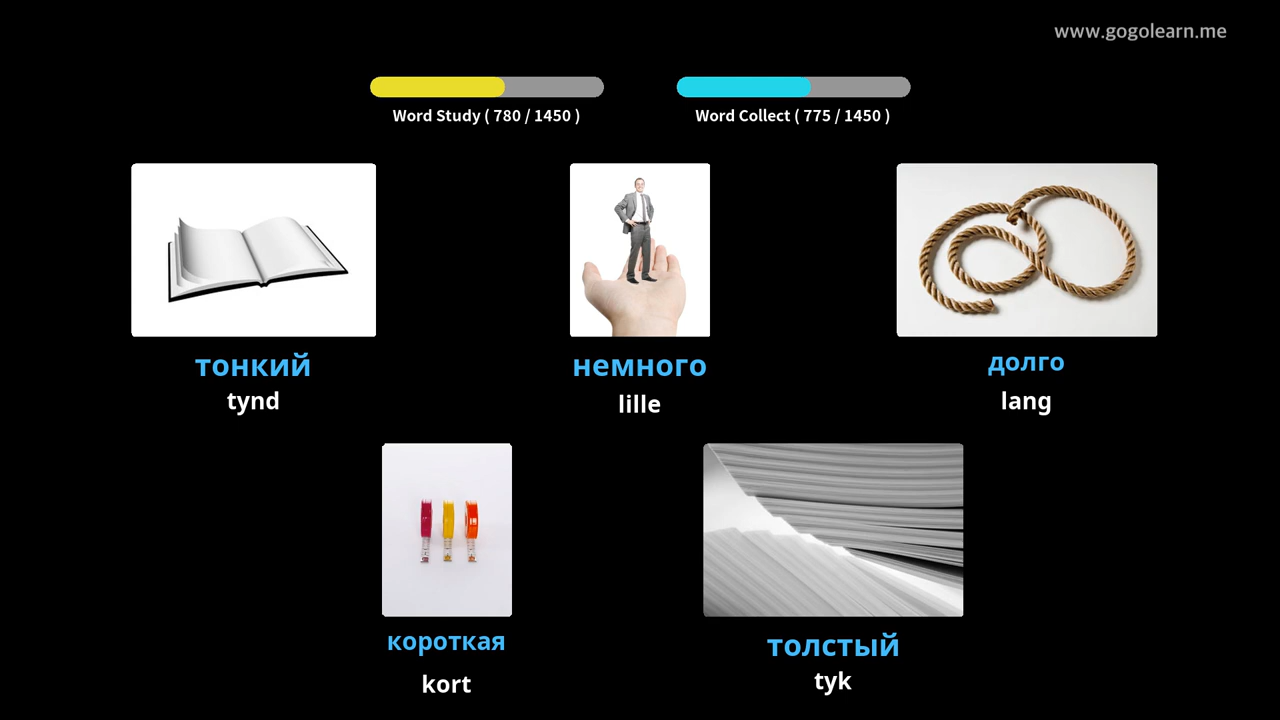 www.gogolearn.me
Word Study ( 780 / 1450 )
Word Collect ( 775 / 1450 )
тонкий
tynd
немного
lille
долго
lang
короткая
kort
толстый
tyk